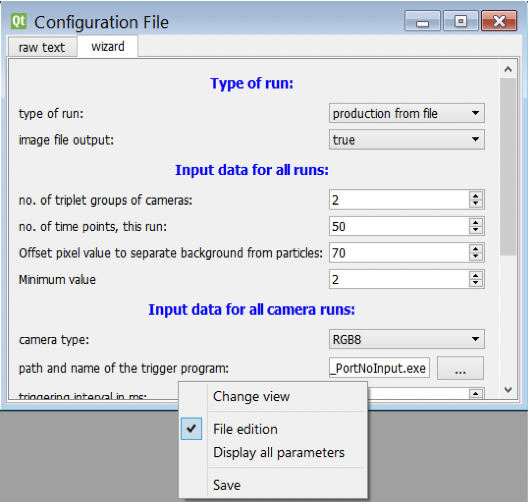 Qt Configuration File
raw text wizard
Type of run:
type of run: production from file
image file output: true
Input data for all runs:
no. of triplet groups of cameras: 2
no. of time points, this run: 50
Offset pixel value to separate background from particles: 70
Minimum value 2
Input data for all camera runs:
camera type: RGB8
path and name of the trigger program: _PortNoInput.exe ...
triggering interval in ms:
Change view
File edition
Display all parameters
Save